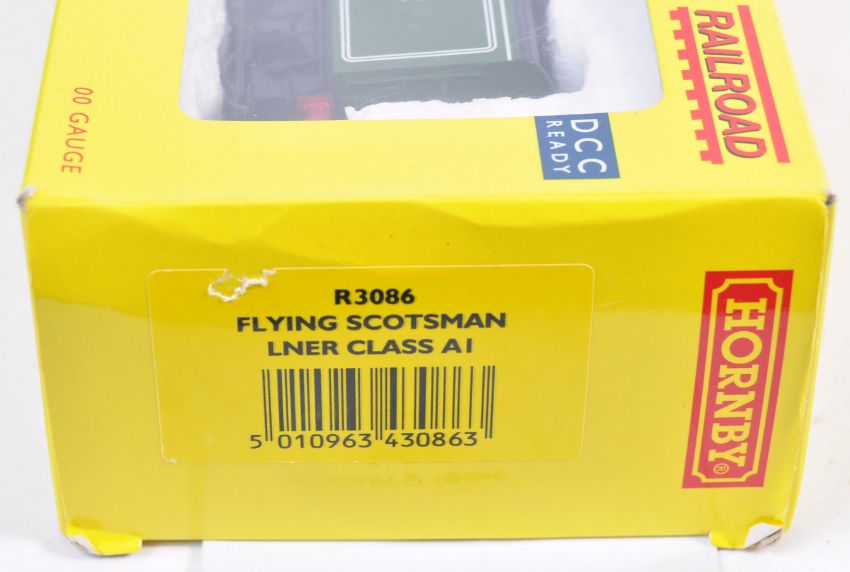 RAILROAD
00 GAUGE
DCC
READY
R3086
FLYING SCOTSMAN
LNER CLASS A1
5 010963 430863
HORNBY®